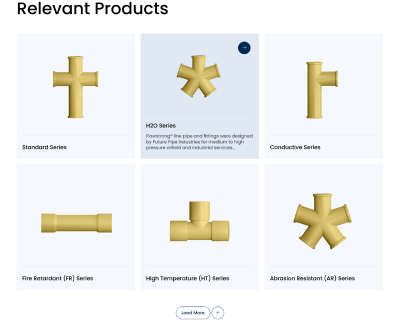 Relevant Products
Standard Series
H2O Series
Fiberstrong® line pipe and fittings were designed
by Future Pipe Industries for medium to high
pressure oilfield and industrial services...
Conductive Series
Fire Retardant (FR) Series
High Temperature (HT) Series
Abrasion Resistant (AR) Series
Load More